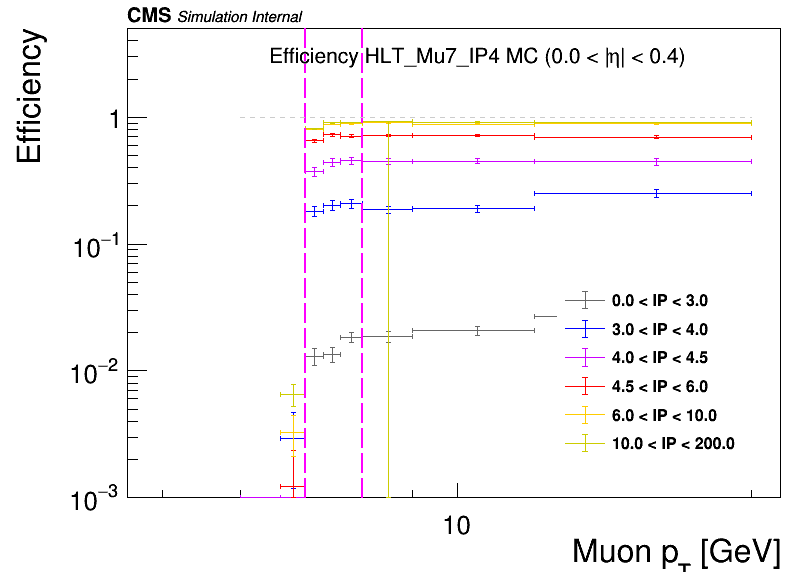 CMS Simulation Internal
Efficiency HLT_Mu7_IP4 MC (0.0 < |η| < 0.4)
Efficiency
1
10⁻¹
10⁻²
10⁻³
0.0 < IP < 3.0
3.0 < IP < 4.0
4.0 < IP < 4.5
4.5 < IP < 6.0
6.0 < IP < 10.0
10.0 < IP < 200.0
10
Muon p_T [GeV]